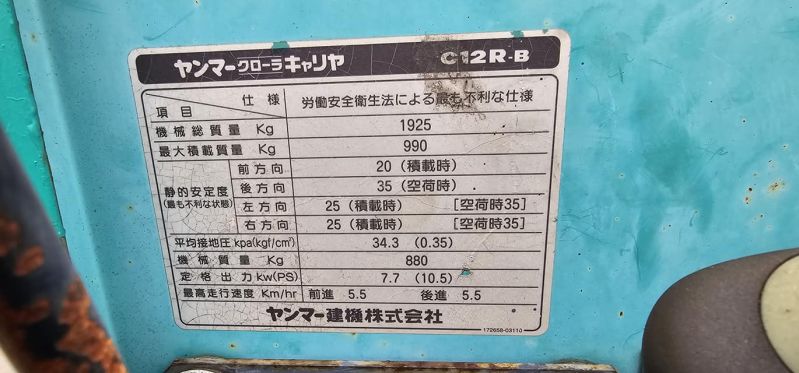 ヤンマークローラキャリヤ C12R-B
仕様 労働安全衛生法による最も不利な仕様
項目
機械総質量 Kg 1925
最大積載質量 Kg 990
静的安定度 (最も不利な状態)
前方向 20 (積載時)
後方向 35 (空荷時)
左方向 25 (積載時) [空荷時35]
右方向 25 (積載時) [空荷時35]
平均接地圧 kpa(kgf/cm²) 34.3 (0.35)
機械質量 Kg 880
定格出力 kw(PS) 7.7 (10.5)
最高走行速度 Km/hr 前進 5.5 後進 5.5
ヤンマー建機株式会社
172658-03110